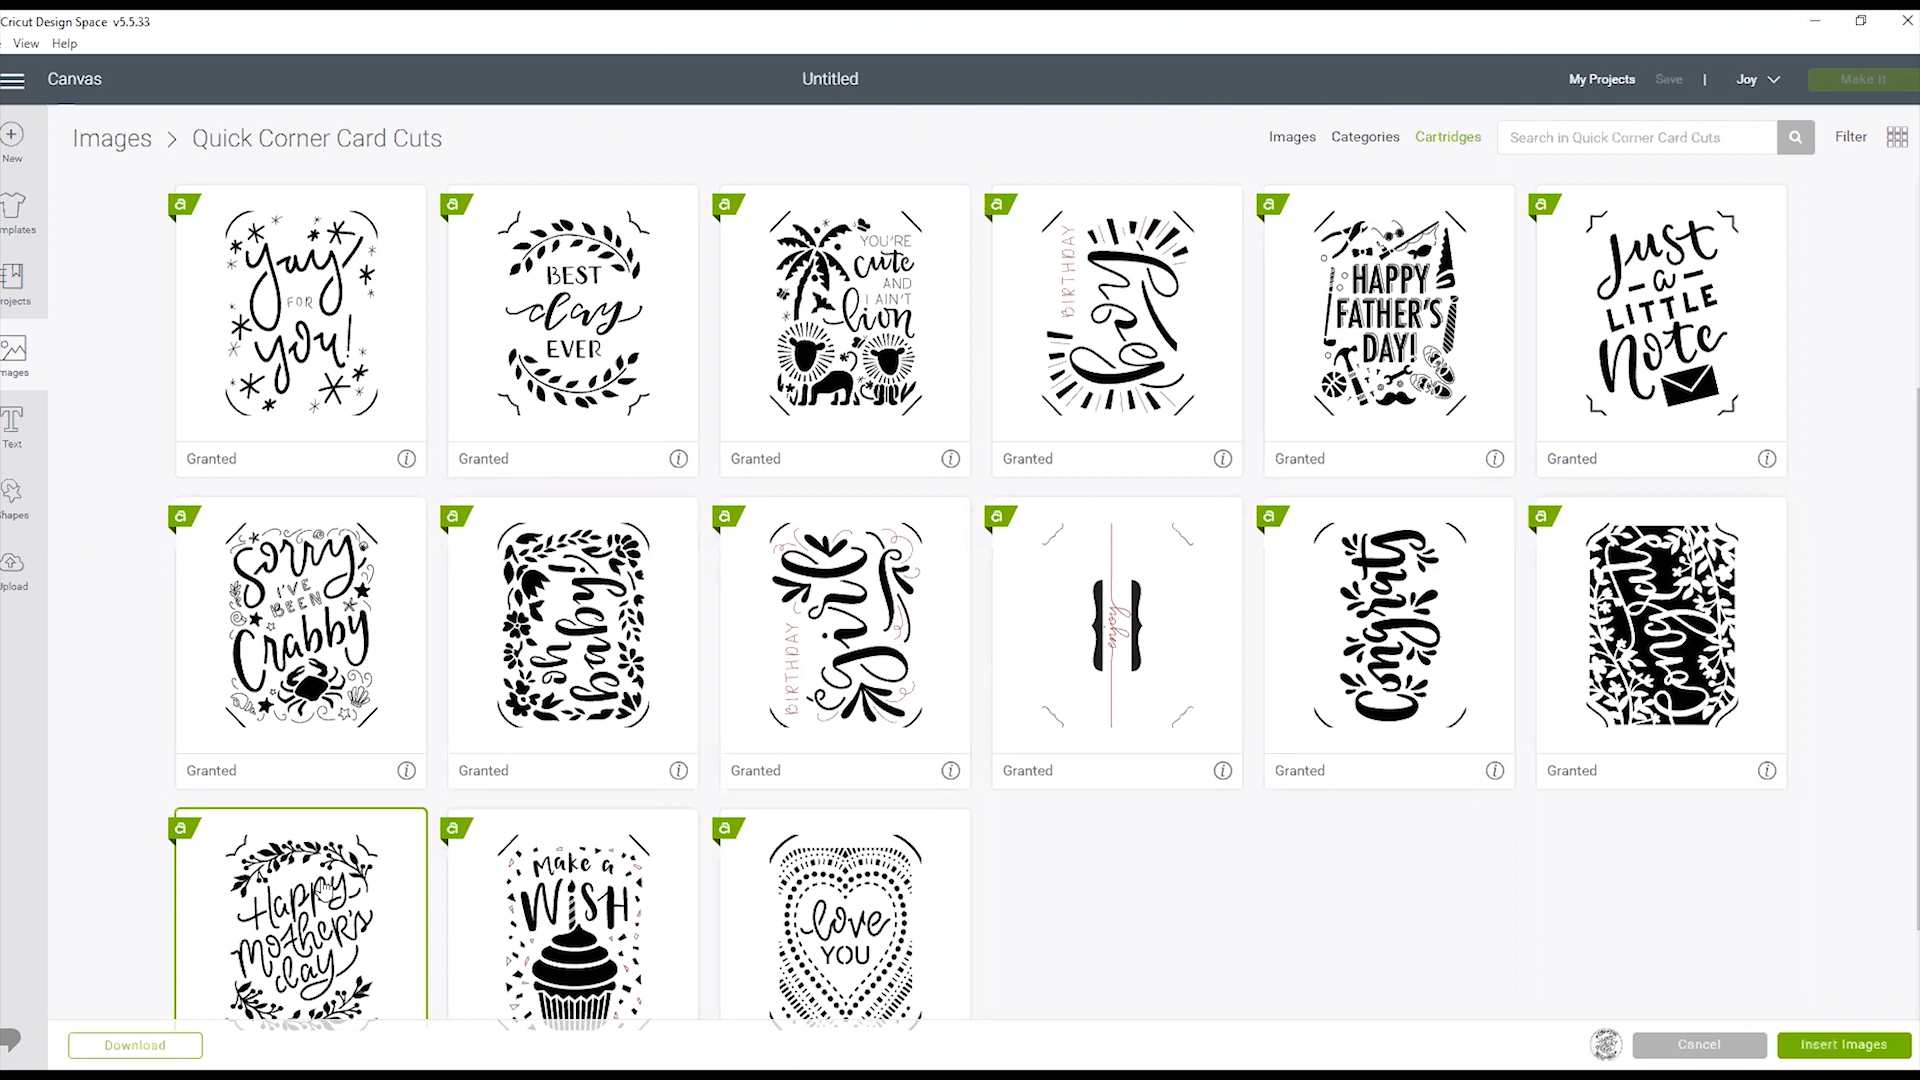 Cricut Design Space v5.5.33
View Help
Canvas
Untitled
My Projects Save | Joy
Make It
Images > Quick Corner Card Cuts
Images Categories Cartridges
Search in Quick Corner Card Cuts
Filter
New
mplates
rojects
mages
Text
hapes
pload
a
yay
FOR
you!
Granted
a
BEST
day
EVER
Granted
a
YOU'RE
cute
AND
I AIN'T
lion
Granted
a
BIRTHDAY
boy
Granted
a
HAPPY
FATHER'S
DAY!
Granted
a
Just
-a-
LITTLE
Note
Granted
a
Sorry
I'VE
BEEN
Crabby
Granted
a
Granted
a
BIRTHDAY
girl
Granted
a
hohoho
Granted
a
congrats
Granted
a
Granted
a
Happy
mother's
day
a
make a
WISH
a
love
YOU
Download
Cancel
Insert Images